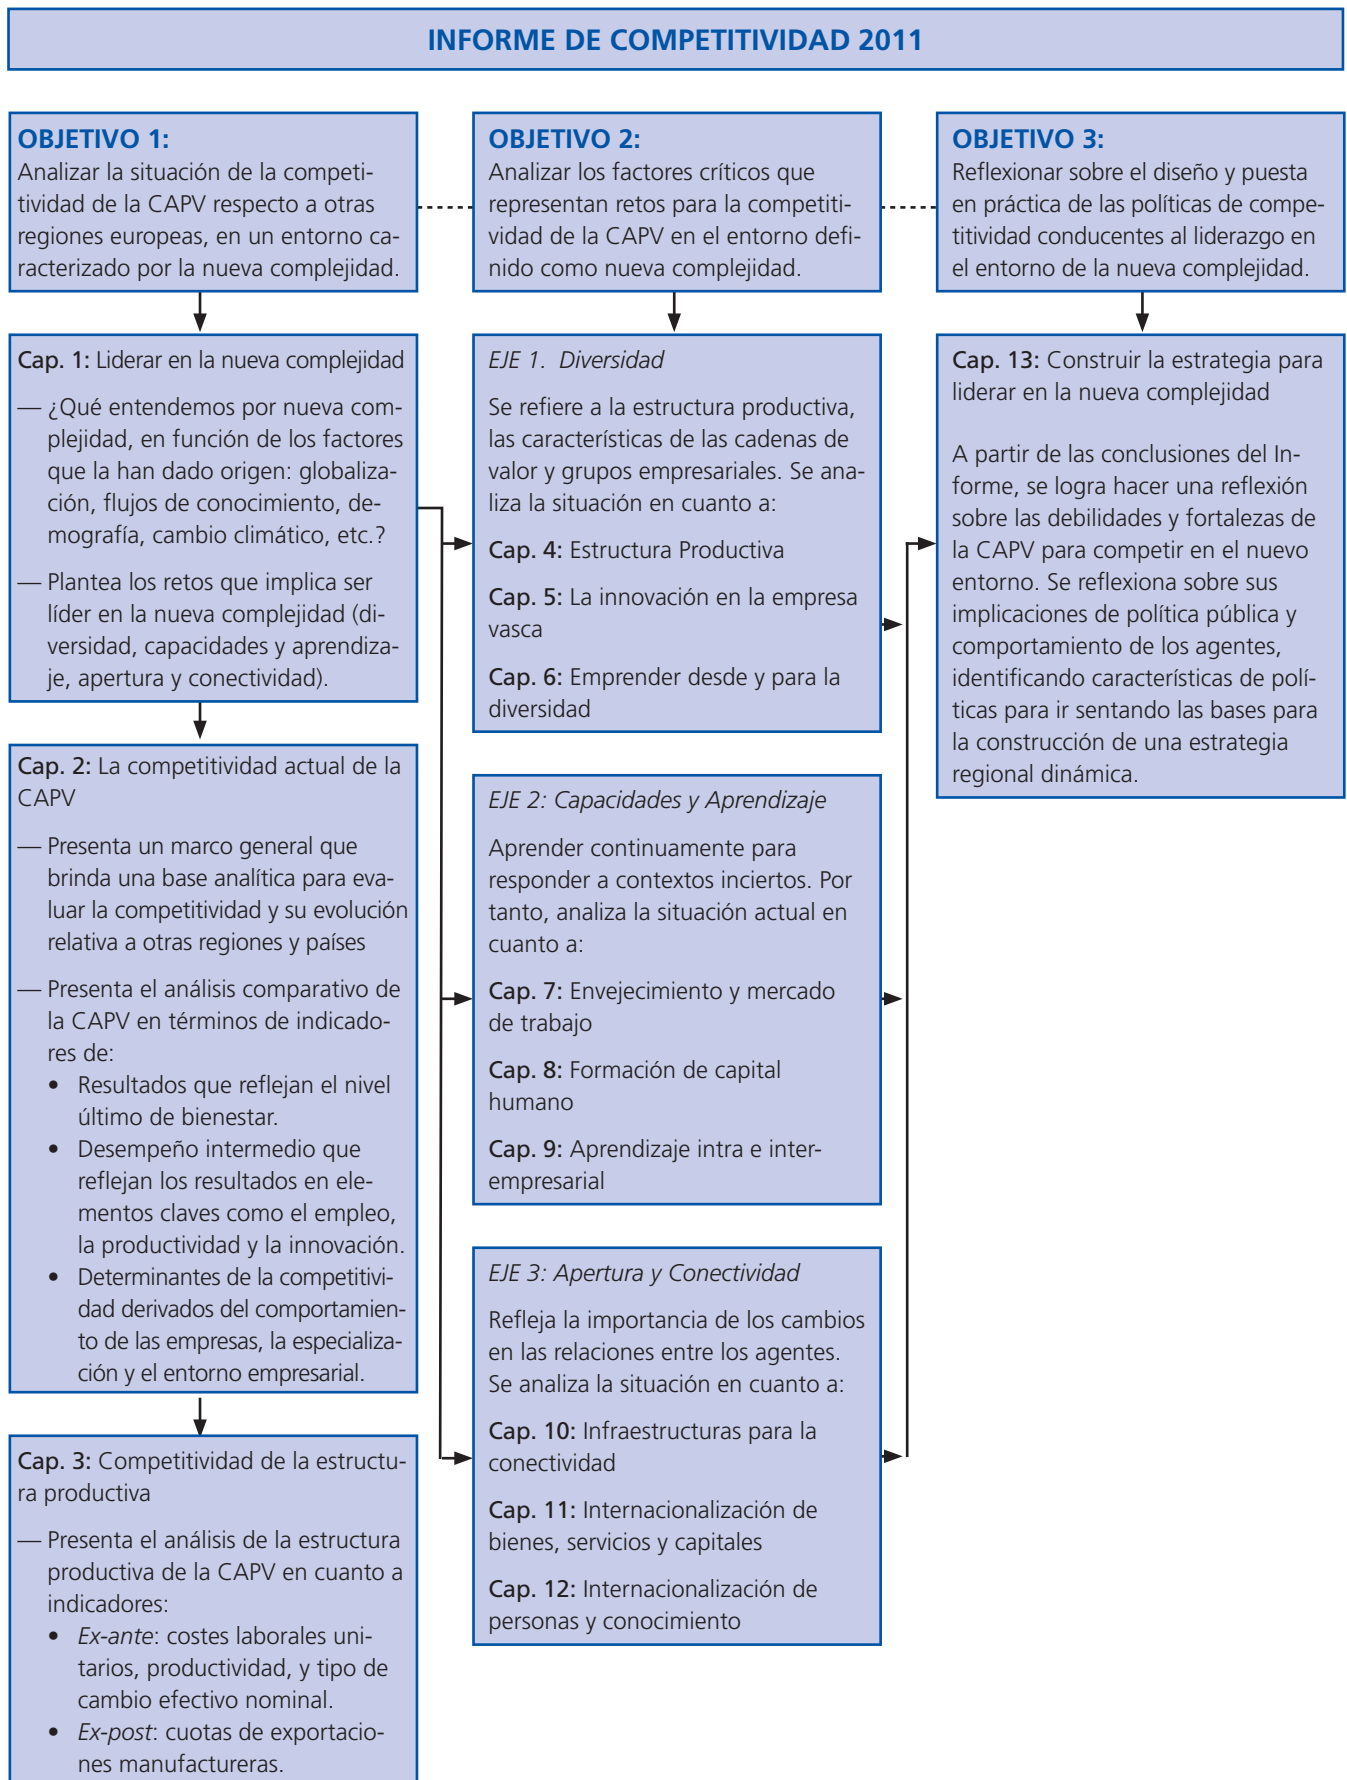 INFORME DE COMPETITIVIDAD 2011
OBJETIVO 1:
Analizar la situación de la competi-
tividad de la CAPV respecto a otras
regiones europeas, en un entorno ca-
racterizado por la nueva complejidad.
Cap. 1: Liderar en la nueva complejidad
— ¿Qué entendemos por nueva com-
plejidad, en función de los factores
que la han dado origen: globaliza-
ción, flujos de conocimiento, de-
mografía, cambio climático, etc.?
— Plantea los retos que implica ser
líder en la nueva complejidad (di-
versidad, capacidades y aprendiza-
je, apertura y conectividad).
Cap. 2: La competitividad actual de la
CAPV
— Presenta un marco general que
brinda una base analítica para eva-
luar la competitividad y su evolución
relativa a otras regiones y países
— Presenta el análisis comparativo de
la CAPV en términos de indicado-
res de:
• Resultados que reflejan el nivel
último de bienestar.
• Desempeño intermedio que
reflejan los resultados en ele-
mentos claves como el empleo,
la productividad y la innovación.
• Determinantes de la competitivi-
dad derivados del comportamien-
to de las empresas, la especializa-
ción y el entorno empresarial.
Cap. 3: Competitividad de la estructu-
ra productiva
— Presenta el análisis de la estructura
productiva de la CAPV en cuanto a
indicadores:
• Ex-ante: costes laborales uni-
tarios, productividad, y tipo de
cambio efectivo nominal.
• Ex-post: cuotas de exportacio-
nes manufactureras.
OBJETIVO 2:
Analizar los factores críticos que
representan retos para la competiti-
vidad de la CAPV en el entorno defi-
nido como nueva complejidad.
EJE 1. Diversidad
Se refiere a la estructura productiva,
las características de las cadenas de
valor y grupos empresariales. Se ana-
liza la situación en cuanto a:
Cap. 4: Estructura Productiva
Cap. 5: La innovación en la empresa
vasca
Cap. 6: Emprender desde y para la
diversidad
EJE 2: Capacidades y Aprendizaje
Aprender continuamente para
responder a contextos inciertos. Por
tanto, analiza la situación actual en
cuanto a:
Cap. 7: Envejecimiento y mercado
de trabajo
Cap. 8: Formación de capital
humano
Cap. 9: Aprendizaje intra e inter-
empresarial
EJE 3: Apertura y Conectividad
Refleja la importancia de los cambios
en las relaciones entre los agentes.
Se analiza la situación en cuanto a:
Cap. 10: Infraestructuras para la
conectividad
Cap. 11: Internacionalización de
bienes, servicios y capitales
Cap. 12: Internacionalización de
personas y conocimiento
OBJETIVO 3:
Reflexionar sobre el diseño y puesta
en práctica de las políticas de compe-
titividad conducentes al liderazgo en
el entorno de la nueva complejidad.
Cap. 13: Construir la estrategia para
liderar en la nueva complejidad
A partir de las conclusiones del In-
forme, se logra hacer una reflexión
sobre las debilidades y fortalezas de
la CAPV para competir en el nuevo
entorno. Se reflexiona sobre sus
implicaciones de política pública y
comportamiento de los agentes,
identificando características de polí-
ticas para ir sentando las bases para
la construcción de una estrategia
regional dinámica.